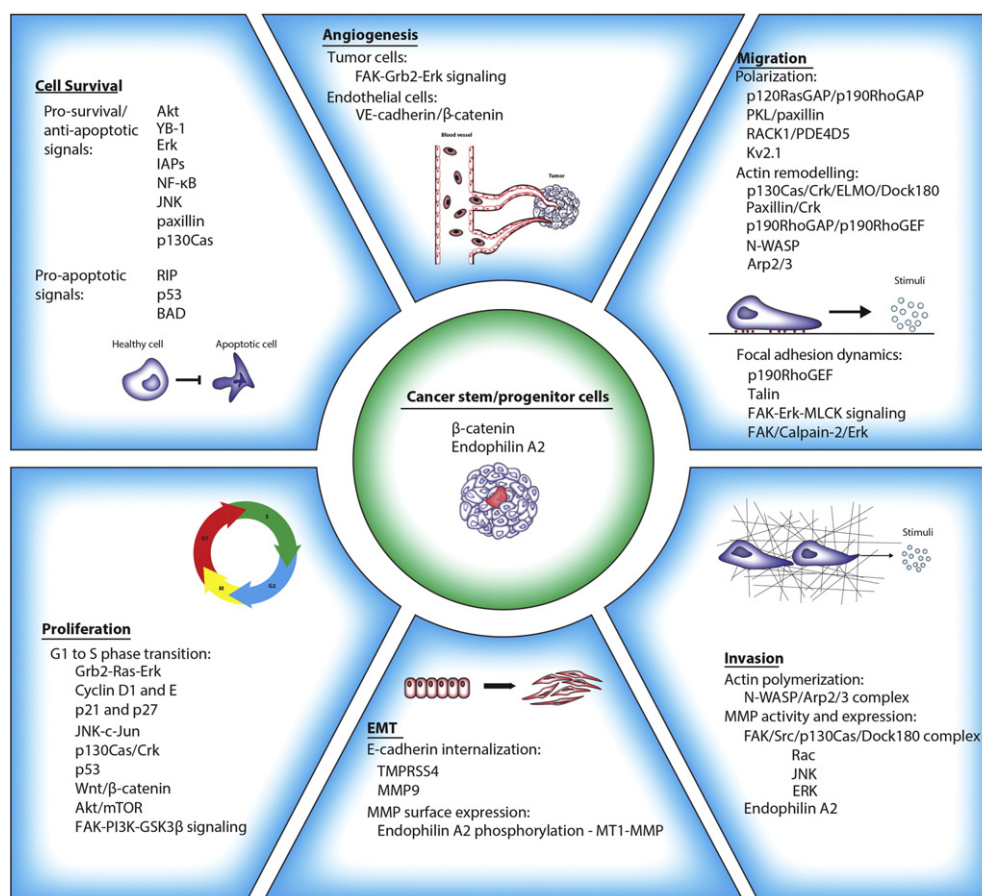 Cell Survival
Pro-survival/
anti-apoptotic
signals:
Akt
YB-1
Erk
IAPs
NF-κB
JNK
paxillin
p130Cas
Pro-apoptotic
signals:
RIP
p53
BAD
Healthy cell
Apoptotic cell
Angiogenesis
Tumor cells:
FAK-Grb2-Erk signaling
Endothelial cells:
VE-cadherin/β-catenin
Blood vessel
Tumor
Migration
Polarization:
p120RasGAP/p190RhoGAP
PKL/paxillin
RACK1/PDE4D5
Kv2.1
Actin remodelling:
p130Cas/Crk/ELMO/Dock180
Paxillin/Crk
p190RhoGAP/p190RhoGEF
N-WASP
Arp2/3
Stimuli
Focal adhesion dynamics:
p190RhoGEF
Talin
FAK-Erk-MLCK signaling
FAK/Calpain-2/Erk
Cancer stem/progenitor cells
β-catenin
Endophilin A2
G1
S
M
G2
Proliferation
G1 to S phase transition:
Grb2-Ras-Erk
Cyclin D1 and E
p21 and p27
JNK-c-Jun
p130Cas/Crk
p53
Wnt/β-catenin
Akt/mTOR
FAK-PI3K-GSK3β signaling
EMT
E-cadherin internalization:
TMPRSS4
MMP9
MMP surface expression:
Endophilin A2 phosphorylation - MT1-MMP
Stimuli
Invasion
Actin polymerization:
N-WASP/Arp2/3 complex
MMP activity and expression:
FAK/Src/p130Cas/Dock180 complex
Rac
JNK
ERK
Endophilin A2